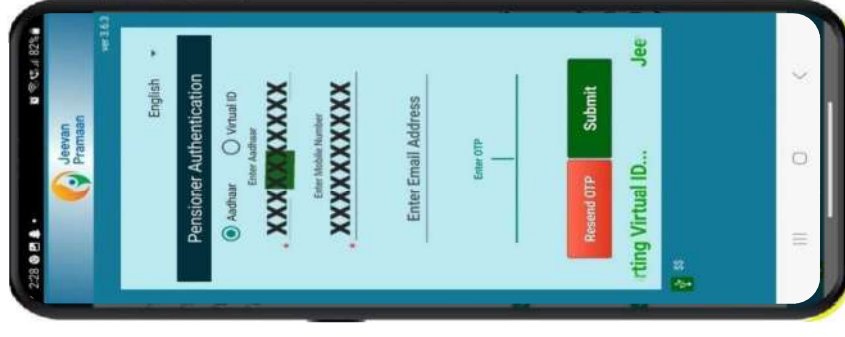 2:28
82%
Jeevan
Pramaan
ver 3.6.3
English
Pensioner Authentication
Aadhaar Virtual ID
Enter Aadhaar
* XXXXXXXXXX
Enter Mobile Number
* XXXXXXXXXX
Enter Email Address
Enter OTP
Resend OTP Submit
rting Virtual ID... Jee
$$